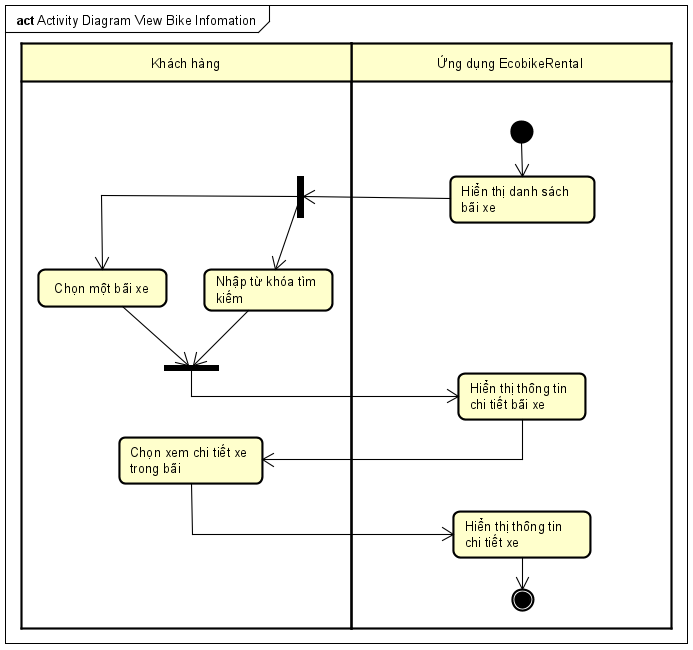 act Activity Diagram View Bike Infomation
Khách hàng
Ứng dụng EcobikeRental
Hiển thị danh sách
bãi xe
Chọn một bãi xe
Nhập từ khóa tìm
kiếm
Hiển thị thông tin
chi tiết bãi xe
Chọn xem chi tiết xe
trong bãi
Hiển thị thông tin
chi tiết xe